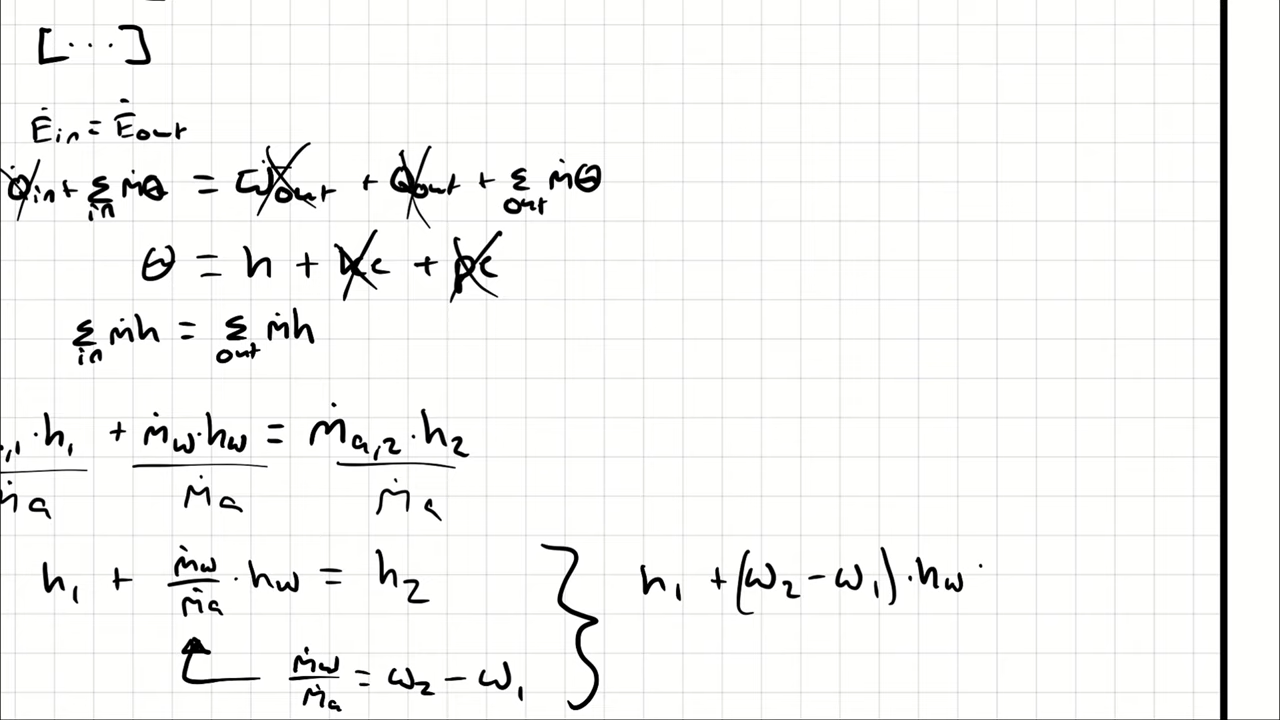 [...]
Ėin = Ėout
Q̇in + Σin ṁθ = Ẇout + Q̇out + Σout ṁθ
θ = h + ke + pe
Σin ṁh = Σout ṁh
,1 · h1 / ṁa + ṁw · hw / ṁa = ṁa,2 · h2 / ṁa
h1 + ṁw / ṁa · hw = h2 } h1 + (ω2 - ω1) · hw
ṁw / ṁa = ω2 - ω1